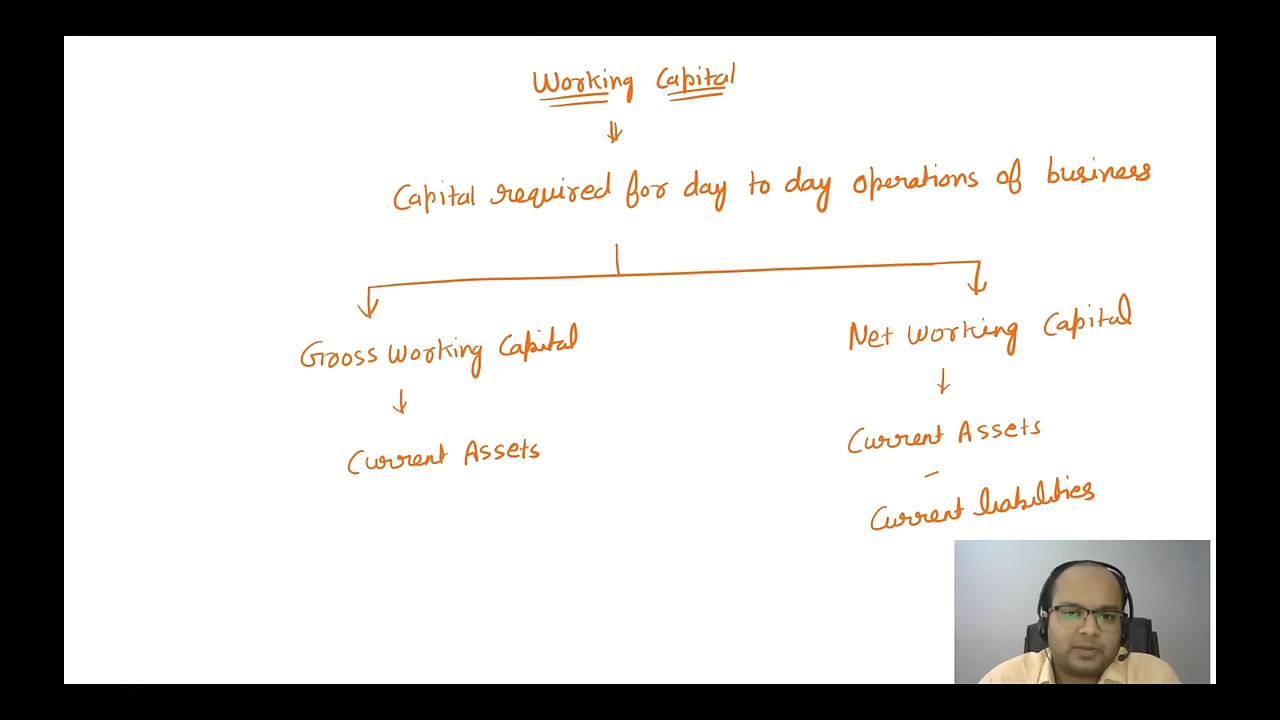 Working Capital
Capital required for day to day operations of business
Gross Working Capital
Net Working Capital
Current Assets
Current Assets
-
Current liabilities